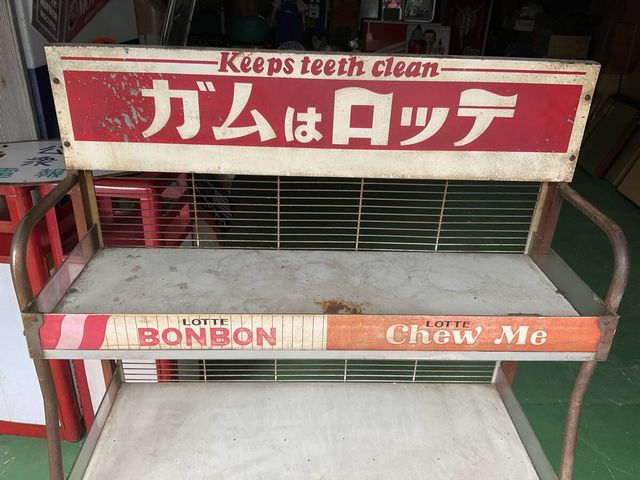 Keeps teeth clean
ガムはロッテ
LOTTE
BONBON
LOTTE
Chew Me